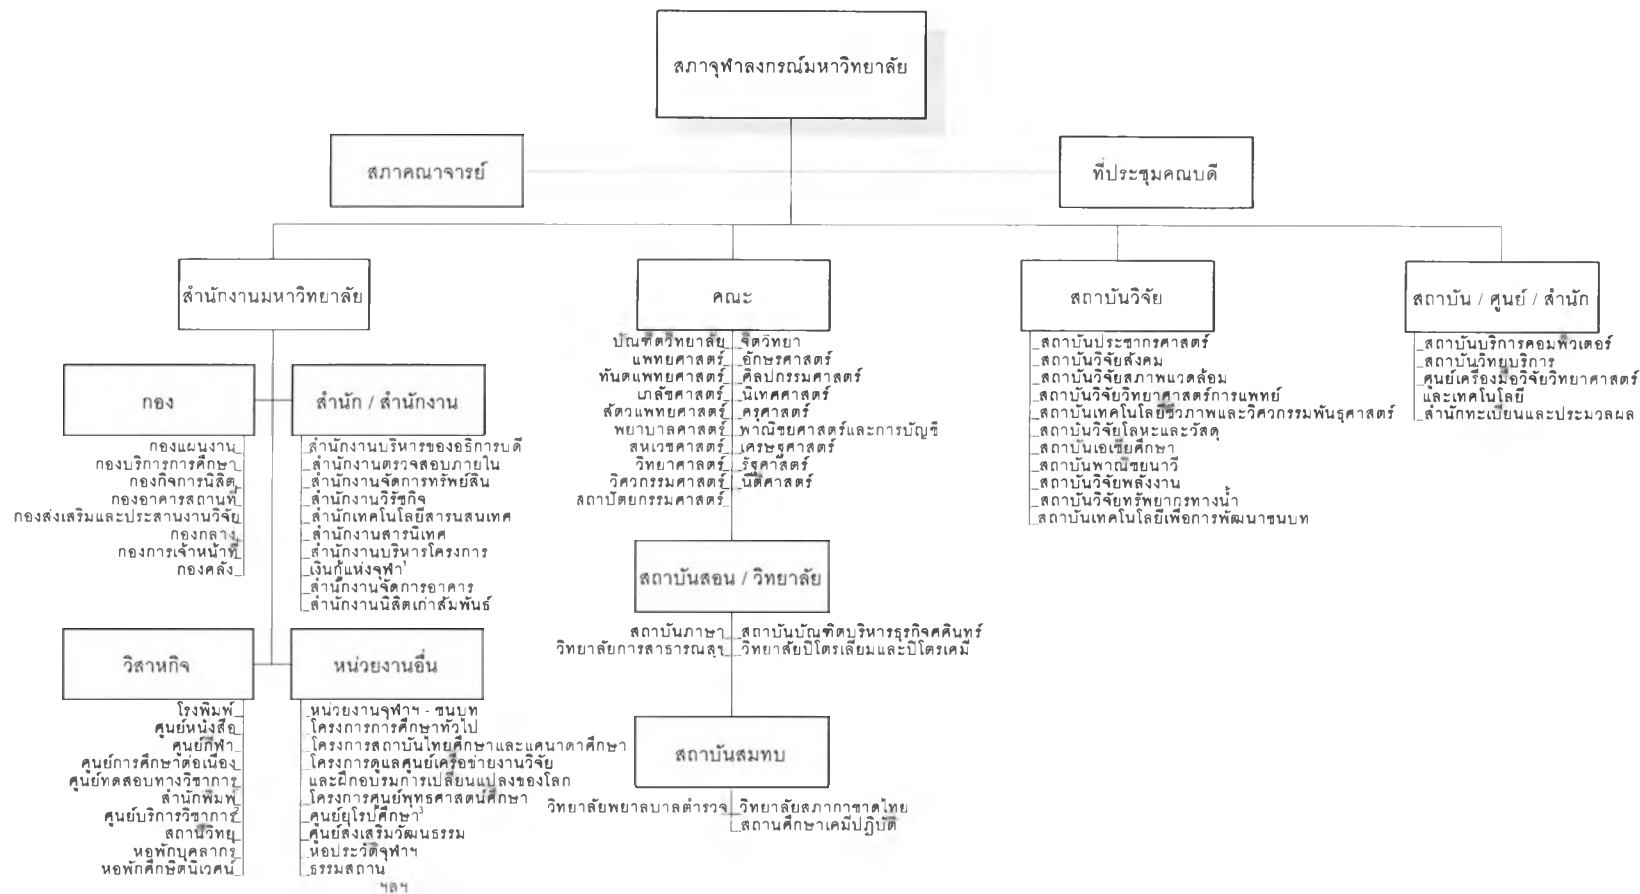 สภาจุฬาลงกรณ์มหาวิทยาลัย
สภาคณาจารย์
ที่ประชุมคณบดี
สำนักงานมหาวิทยาลัย
คณะ
สถาบันวิจัย
สถาบัน / ศูนย์ / สำนัก
กอง
กองแผนงาน
กองบริการการศึกษา
กองกิจการนิสิต
กองอาคารสถานที่
กองส่งเสริมและประสานงานวิจัย
กองกลาง
กองการเจ้าหน้าที่
กองคลัง
สำนัก / สำนักงาน
สำนักงานบริหารของอธิการบดี
สำนักงานตรวจสอบภายใน
สำนักงานจัดการทรัพย์สิน
สำนักงานวิรัชกิจ
สำนักเทคโนโลยีสารนสนเทศ
สำนักงานสารนิเทศ
สำนักงานบริหารโครงการ
เงินกู้แห่งจุฬา¹
สำนักงานจัดการอาคาร
สำนักงานนิสิตเก่าสัมพันธ์
วิสาหกิจ
โรงพิมพ์
ศูนย์หนังสือ
ศูนย์กีฬา
ศูนย์การศึกษาต่อเนื่อง
ศูนย์ทดสอบทางวิชาการ
สำนักพิมพ์
ศูนย์บริการวิชาการ²
สถานีวิทยุ
หอพักบุคลากร
หอพักศึกษิตนิเวศน์
หน่วยงานอื่น
หน่วยงานจุฬาฯ - ชนบท
โครงการการศึกษาทั่วไป
โครงการสถาบันไทยศึกษาและแคนาดาศึกษา
โครงการดูแลศูนย์เครือข่ายงานวิจัย
และฝึกอบรมการเปลี่ยนแปลงของโลก
โครงการศูนย์พุทธศาสตน์ศึกษา
ศูนย์ยุโรปศึกษา³
ศูนย์ส่งเสริมวัฒนธรรม
หอประวัติจุฬาฯ
ธรรมสถาน
ฯลฯ
บัณฑิตวิทยาลัย
แพทยศาสตร์
ทันตแพทยศาสตร์
เภสัชศาสตร์
สัตวแพทยศาสตร์
พยาบาลศาสตร์
สหเวชศาสตร์
วิทยาศาสตร์
วิศวกรรมศาสตร์
สถาปัตยกรรมศาสตร์
จิตวิทยา
อักษรศาสตร์
ศิลปกรรมศาสตร์
นิเทศศาสตร์
ครุศาสตร์
พาณิชยศาสตร์และการบัญชี
เศรษฐศาสตร์
รัฐศาสตร์
นิติศาสตร์
สถาบันสอน / วิทยาลัย
สถาบันภาษา
วิทยาลัยการสาธารณสุข
สถาบันบัณฑิตบริหารธุรกิจศศินทร์
วิทยาลัยปิโตรเลียมและปิโตรเคมี
สถาบันสมทบ
วิทยาลัยพยาลบาลตำรวจ
วิทยาลัยสภากาชาดไทย
สถานศึกษาเคมีปฏิบัติ
สถาบันประชากรศาสตร์
สถาบันวิจัยสังคม
สถาบันวิจัยสภาพแวดล้อม
สถาบันวิจัยวิทยาศาสตร์การแพทย์
สถาบันเทคโนโลยีชีวภาพและวิศวกรรมพันธุศาสตร์
สถาบันวิจัยโลหะและวัสดุ
สถาบันเอเชียศึกษา
สถาบันพาณิชยนาวี
สถาบันวิจัยพลังงาน
สถาบันวิจัยทรัพยากรทางน้ำ
สถาบันเทคโนโลยีเพื่อการพัฒนาชนบท
สถาบันบริการคอมพิวเตอร์
สถาบันวิทยบริการ
ศูนย์เครื่องมือวิจัยวิทยาศาสตร์
และเทคโนโลยี
สำนักทะเบียนและประมวลผล